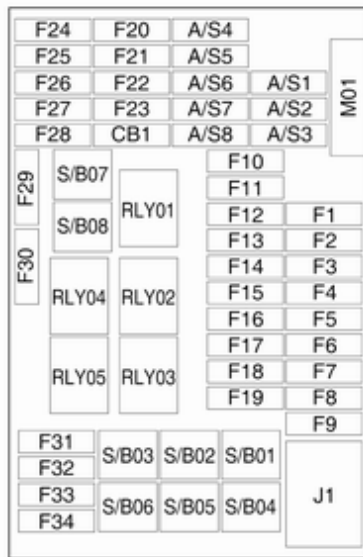 F24 F20 A/S4
F25 F21 A/S5
F26 F22 A/S6 A/S1
F27 F23 A/S7 A/S2
F28 CB1 A/S8 A/S3
M01
F29
F30
S/B07
S/B08
RLY01
RLY04 RLY02
RLY05 RLY03
F10
F11
F12 F1
F13 F2
F14 F3
F15 F4
F16 F5
F17 F6
F18 F7
F19 F8
F9
F31
F32
F33
F34
S/B03 S/B02 S/B01
S/B06 S/B05 S/B04
J1